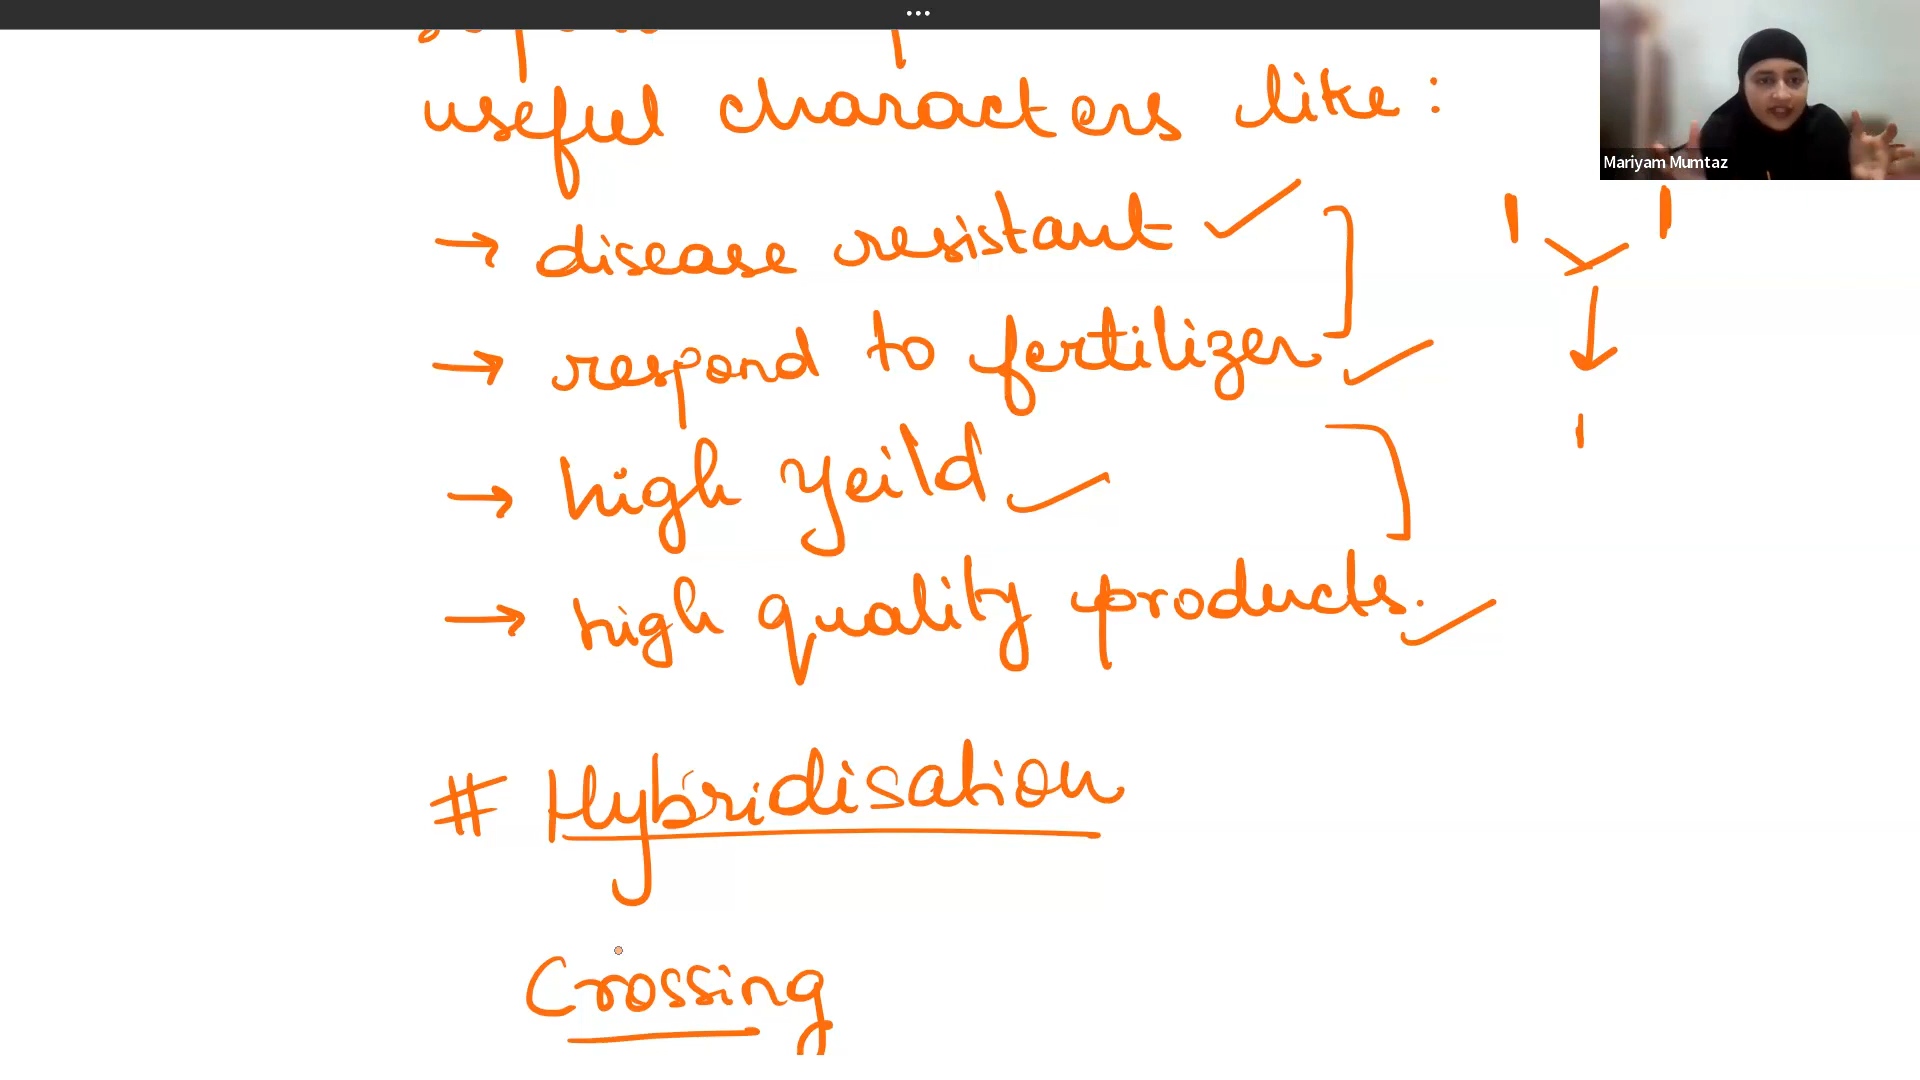 useful characters like:
Mariyam Mumtaz
→ disease resistant ✓
→ respond to fertilizer ✓
→ high yeild ✓
→ high quality products. ✓
# Hybridisation
Crossing